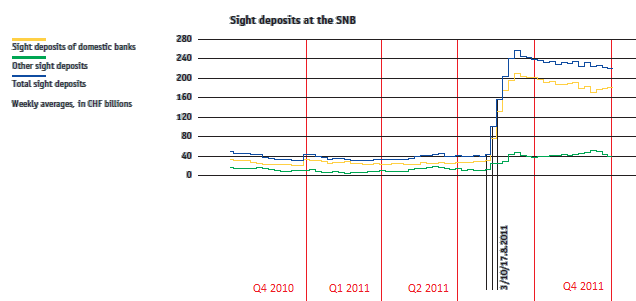 Sight deposits at the SNB
Sight deposits of domestic banks
Other sight deposits
Total sight deposits
Weekly averages, in CHF billions
280
240
200
160
120
80
40
0
3/10/17.8.2011
Q4 2010
Q1 2011
Q2 2011
Q4 2011